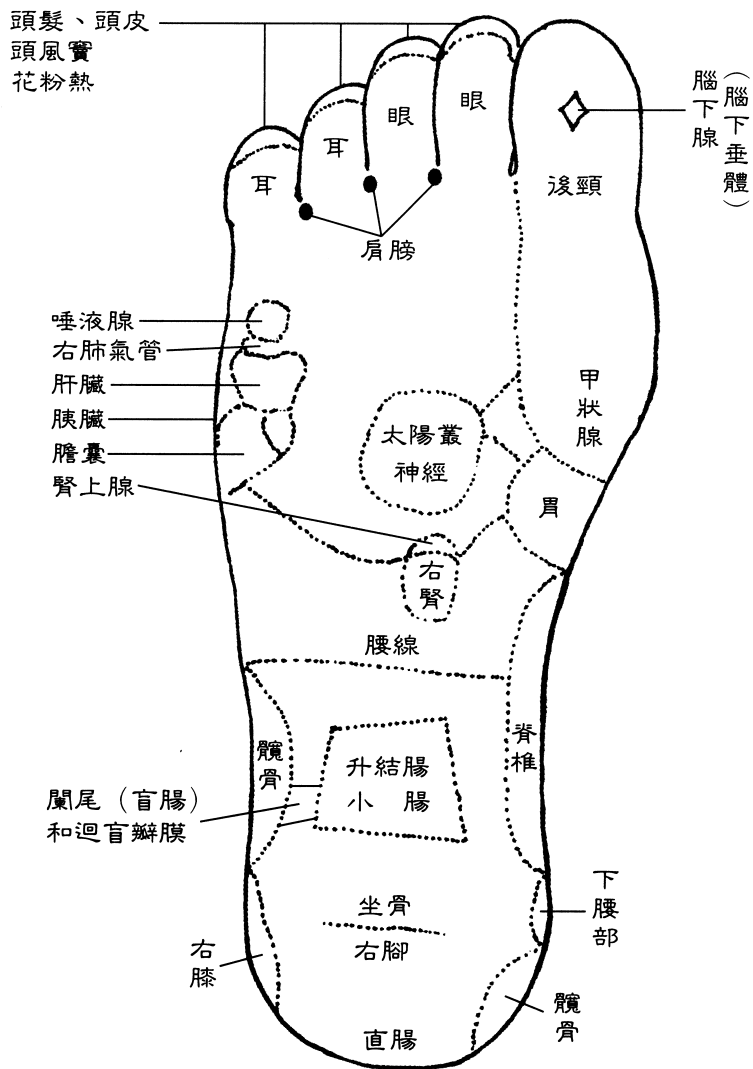 頭髮、頭皮
頭風竇
花粉熱
腦下腺
（腦下垂體）
眼
眼
耳
耳
後頸
肩膀
唾液腺
右肺氣管
肝臟
胰臟
膽囊
腎上腺
甲狀腺
太陽叢
神經
胃
右腎
腰線
髖骨
脊椎
升結腸
小 腸
闌尾（盲腸）
和迴盲瓣膜
坐骨
右腳
下腰部
右膝
髖骨
直腸